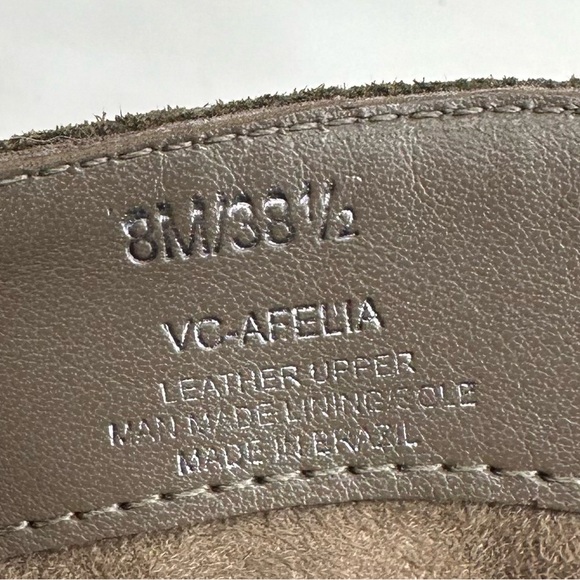 8M/38½
VC-AFELIA
LEATHER UPPER
MAN MADE LINING/SOLE
MADE IN BRAZIL